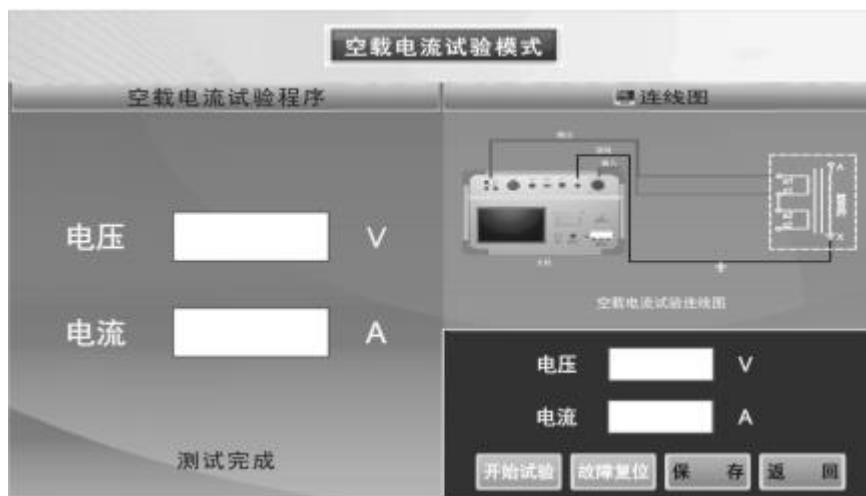 空载电流试验模式
空载电流试验程序
电压 V
电流 A
测试完成
连线图
A
X
空载电流试验连线图
电压 V
电流 A
开始试验 故障复位 保 存 返 回